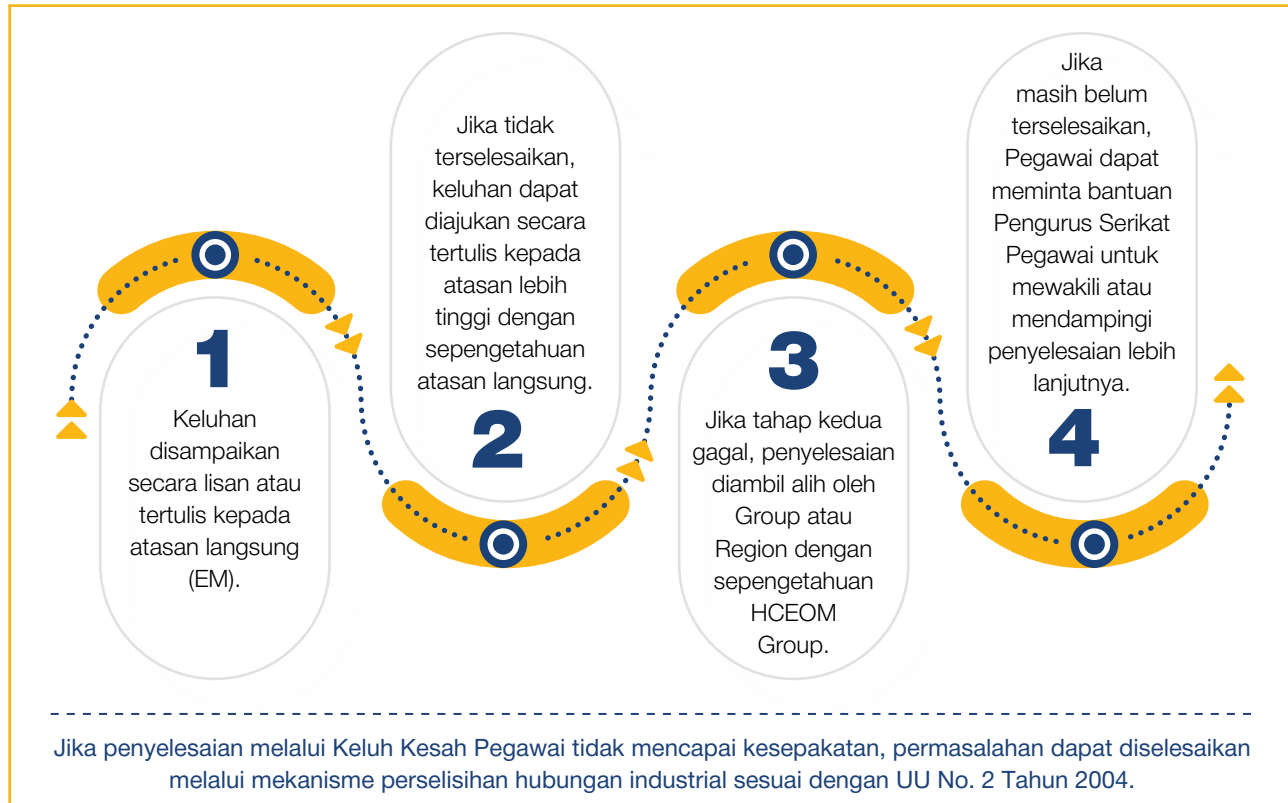 1
Keluhan
disampaikan
secara lisan atau
tertulis kepada
atasan langsung
(EM).
Jika tidak
terselesaikan,
keluhan dapat
diajukan secara
tertulis kepada
atasan lebih
tinggi dengan
sepengetahuan
atasan langsung.
2
3
Jika tahap kedua
gagal, penyelesaian
diambil alih oleh
Group atau
Region dengan
sepengetahuan
HCEOM
Group.
Jika
masih belum
terselesaikan,
Pegawai dapat
meminta bantuan
Pengurus Serikat
Pegawai untuk
mewakili atau
mendampingi
penyelesaian lebih
lanjutnya.
4
Jika penyelesaian melalui Keluh Kesah Pegawai tidak mencapai kesepakatan, permasalahan dapat diselesaikan
melalui mekanisme perselisihan hubungan industrial sesuai dengan UU No. 2 Tahun 2004.